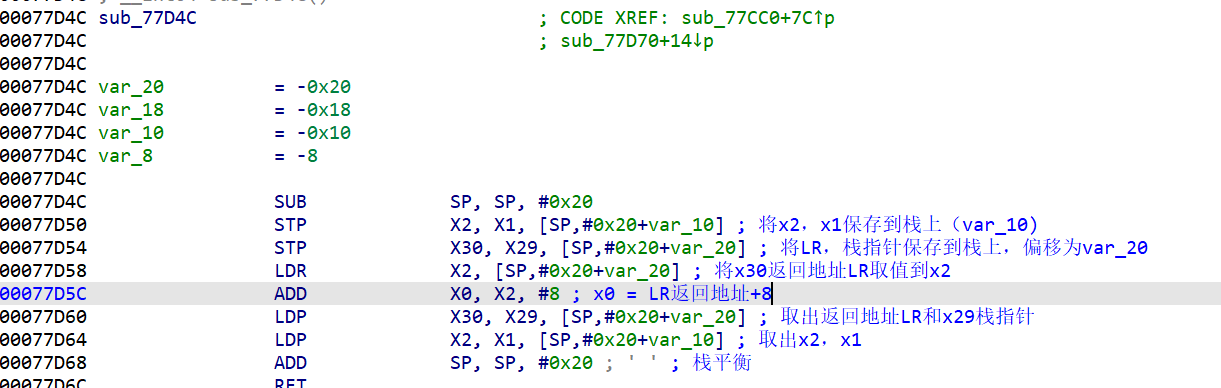 00077D4C sub_77D4C ; CODE XREF: sub_77CC0+7C↑p
00077D4C ; sub_77D70+14↓p
00077D4C
00077D4C var_20 = -0x20
00077D4C var_18 = -0x18
00077D4C var_10 = -0x10
00077D4C var_8 = -8
00077D4C
00077D4C SUB SP, SP, #0x20
00077D50 STP X2, X1, [SP,#0x20+var_10] ; 将x2，x1保存到栈上（var_10)
00077D54 STP X30, X29, [SP,#0x20+var_20] ; 将LR，栈指针保存到栈上，偏移为var_20
00077D58 LDR X2, [SP,#0x20+var_20] ; 将x30返回地址LR取值到x2
00077D5C ADD X0, X2, #8 ; x0 = LR返回地址+8
00077D60 LDP X30, X29, [SP,#0x20+var_20] ; 取出返回地址LR和x29栈指针
00077D64 LDP X2, X1, [SP,#0x20+var_10] ; 取出x2，x1
00077D68 ADD SP, SP, #0x20 ; ' ' ; 栈平衡
00077D6C RET